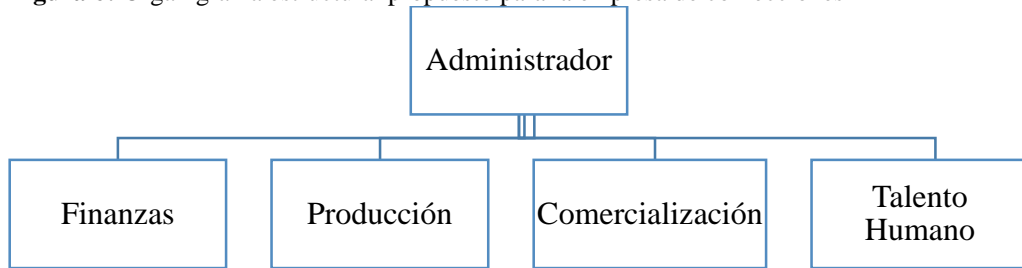 Administrador
Finanzas
Producción
Comercialización
Talento
Humano